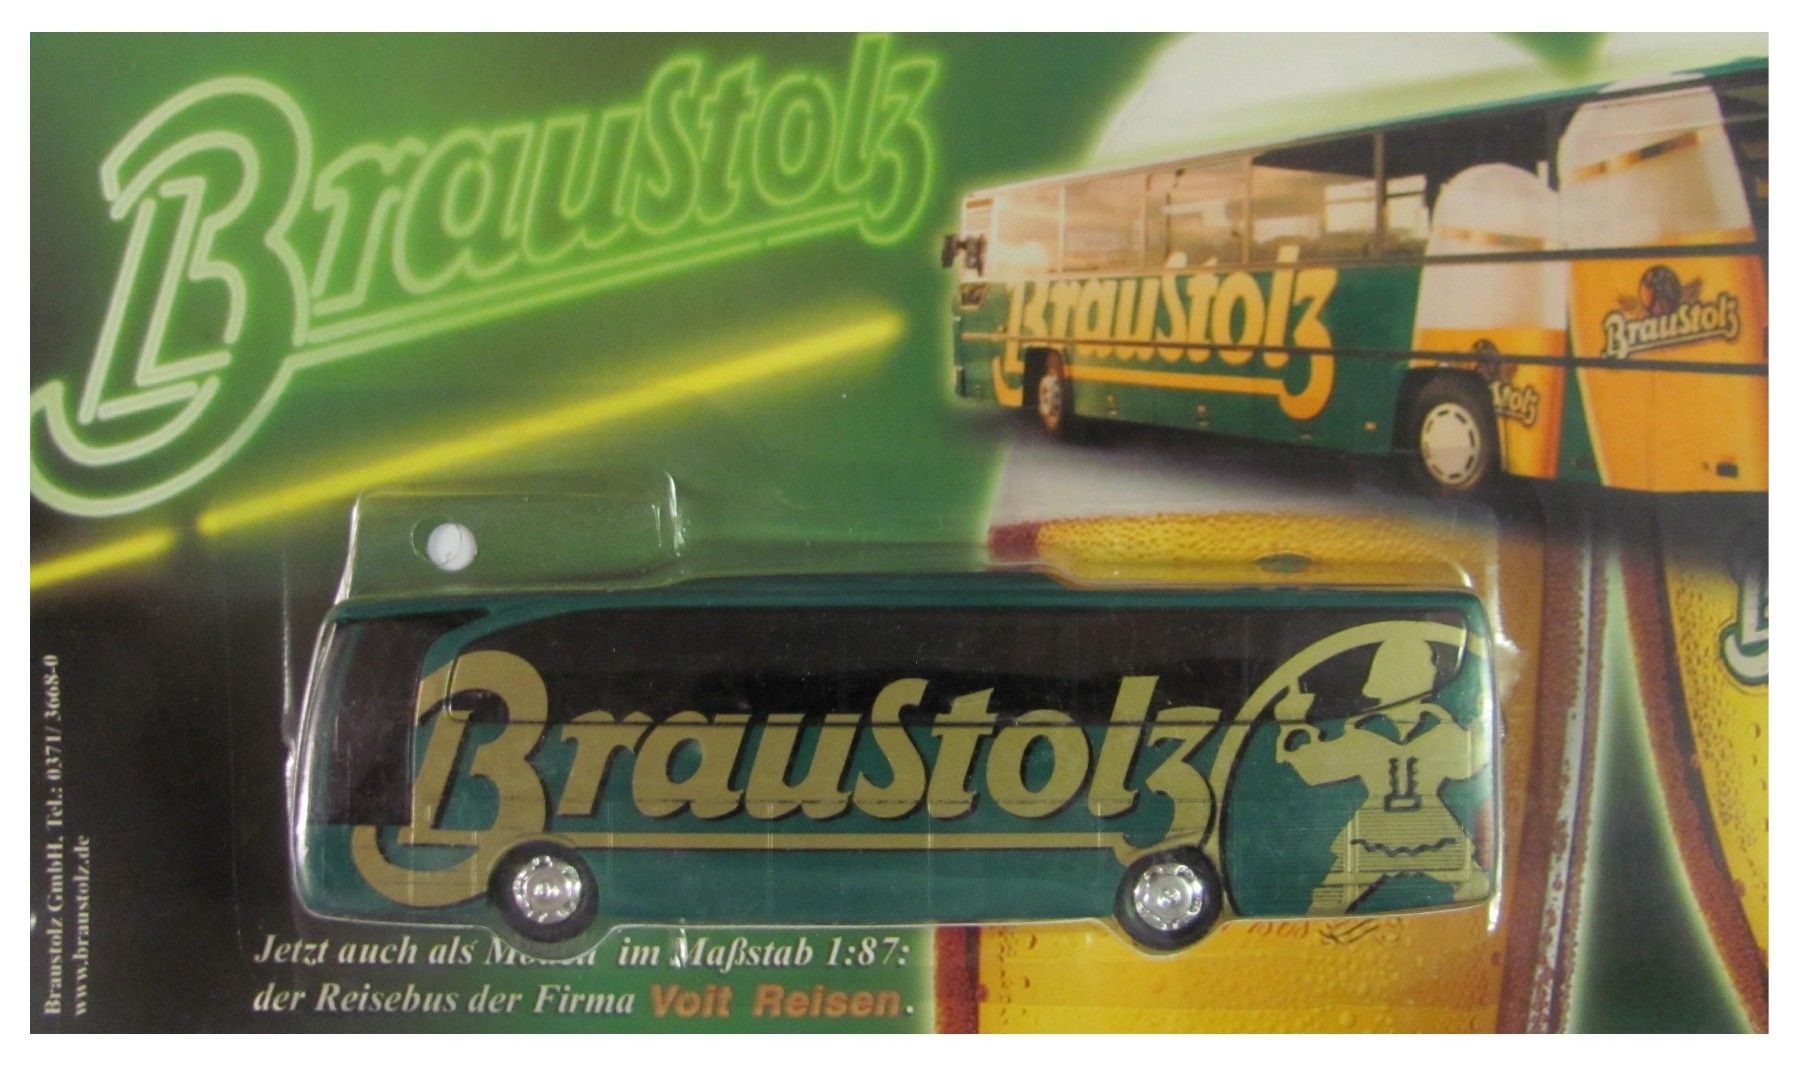 BrauStolz
BrauStolz
BrauStolz
BrauStolz
Braustolz GmbH, Tel.: 0371/ 3668-0
www.braustolz.de
Jetzt auch als Modell im Maßstab 1:87:
der Reisebus der Firma Voit Reisen.